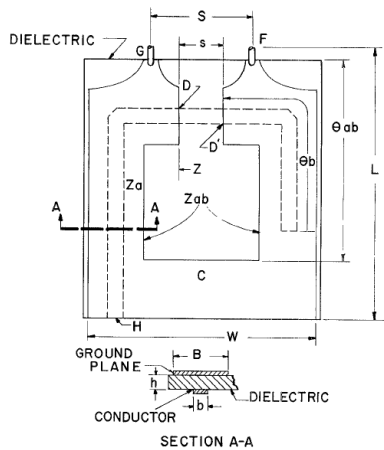 S
G
F
DIELECTRIC
s
D
D'
θab
θb
L
Z
Za
Zab
A
A
C
H
W
GROUND
PLANE
B
h
b
DIELECTRIC
CONDUCTOR
SECTION A-A